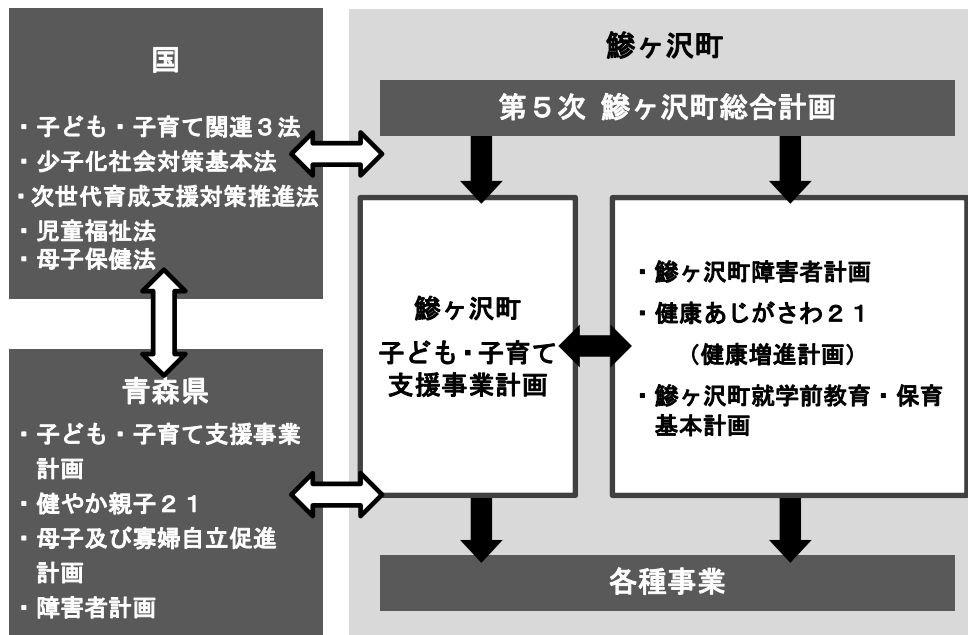 国
・子ども・子育て関連３法
・少子化社会対策基本法
・次世代育成支援対策推進法
・児童福祉法
・母子保健法
青森県
・子ども・子育て支援事業
計画
・健やか親子２１
・母子及び寡婦自立促進
計画
・障害者計画
鰺ヶ沢町
第５次 鰺ヶ沢町総合計画
鰺ヶ沢町
子ども・子育て
支援事業計画
・鰺ヶ沢町障害者計画
・健康あじがさわ２１
（健康増進計画）
・鰺ヶ沢町就学前教育・保育
基本計画
各種事業